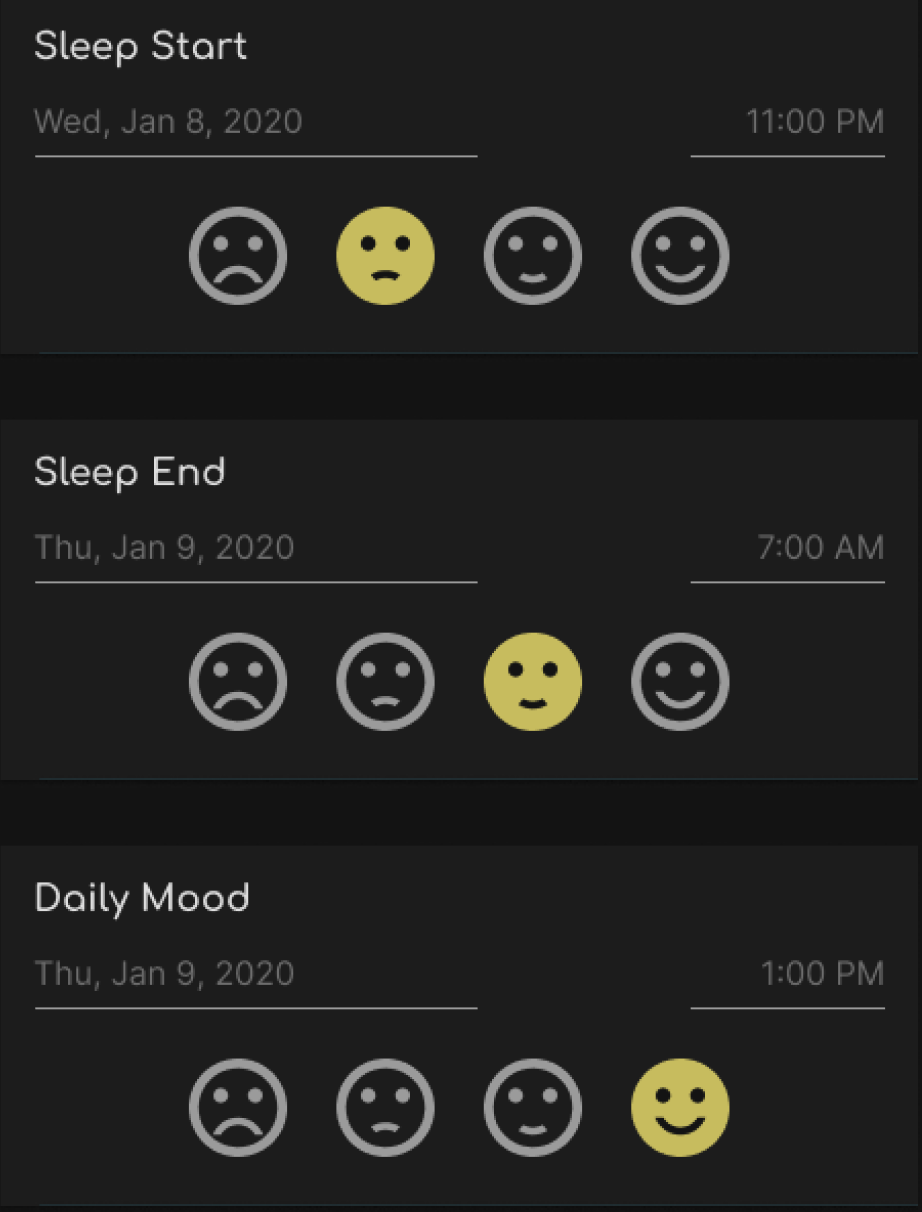 Sleep Start
Wed, Jan 8, 2020 11:00 PM
Sleep End
Thu, Jan 9, 2020 7:00 AM
Daily Mood
Thu, Jan 9, 2020 1:00 PM